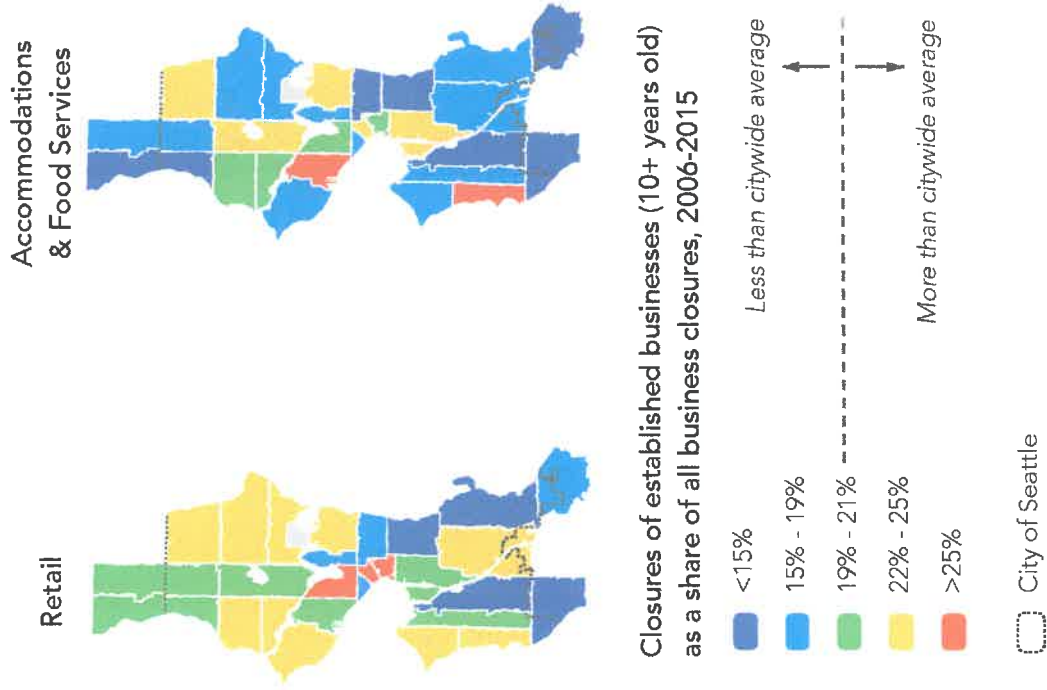 Retail
Accommodations
& Food Services
Closures of established businesses (10+ years old)
as a share of all business closures, 2006-2015
<15%
15% - 19%
19% - 21%
22% - 25%
>25%
Less than citywide average
More than citywide average
City of Seattle